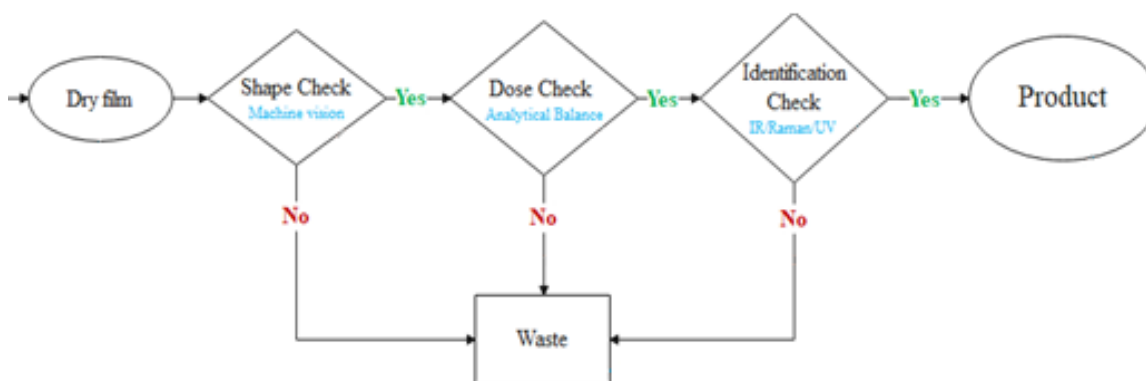 Dry film
Shape Check
Machine vision
Yes
Dose Check
Analytical Balance
Yes
Identification
Check
IR/Raman/UV
Yes
Product
No
No
No
Waste